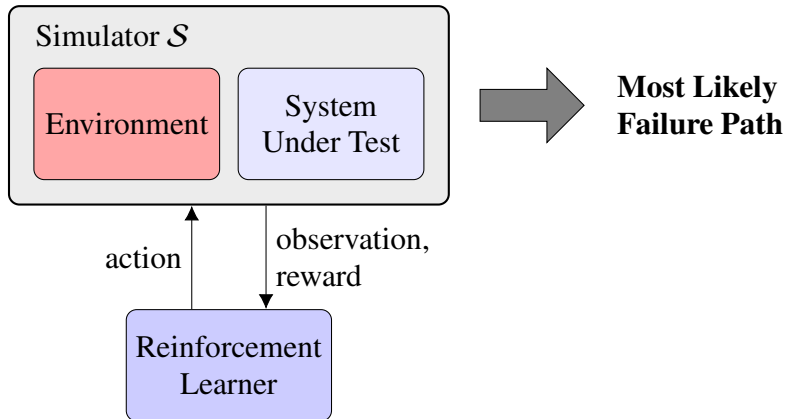 Simulator 𝒮
Environment
System
Under Test
Most Likely
Failure Path
action
observation,
reward
Reinforcement
Learner